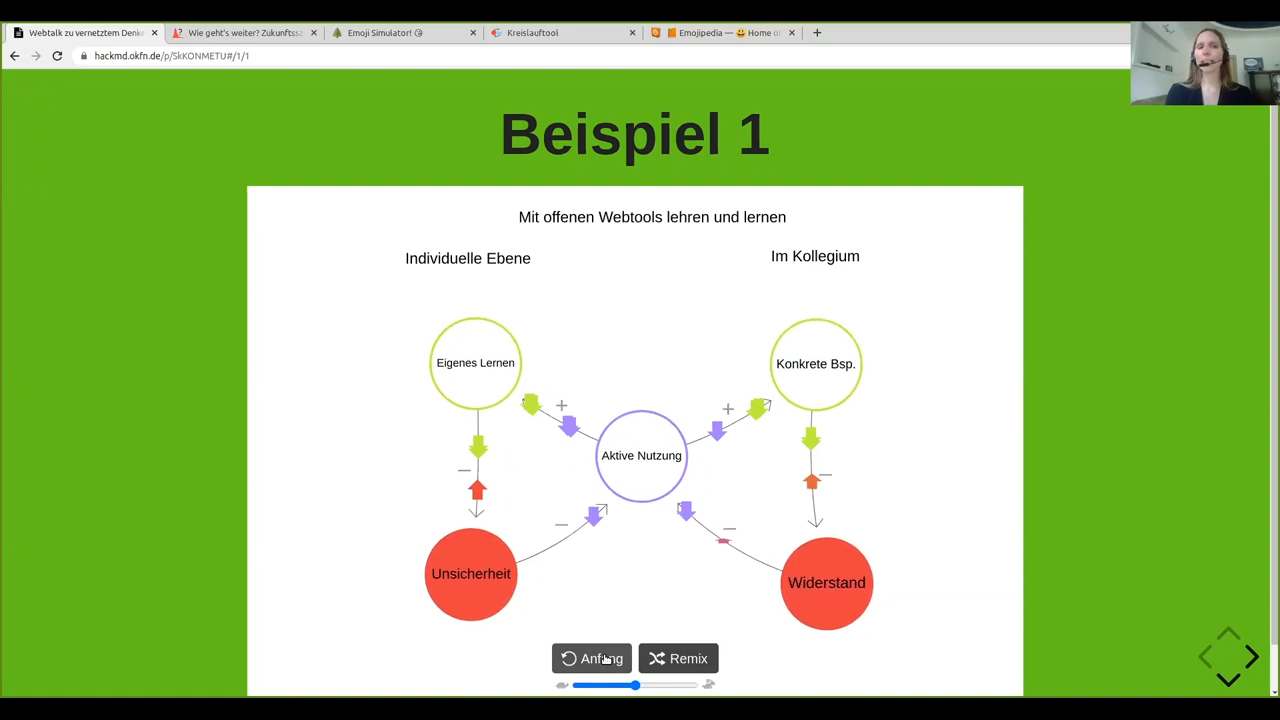 Webtalk zu vernetztem Denke
Wie geht's weiter? Zukunftssz
Emoji Simulator! 😘
Kreislauftool
Emojipedia — 😃 Home o
hackmd.okfn.de/p/SkKONMETU#/1/1
Beispiel 1
Mit offenen Webtools lehren und lernen
Individuelle Ebene
Im Kollegium
Eigenes Lernen
Konkrete Bsp.
+
+
Aktive Nutzung
−
−
−
−
Unsicherheit
Widerstand
Anfang
Remix